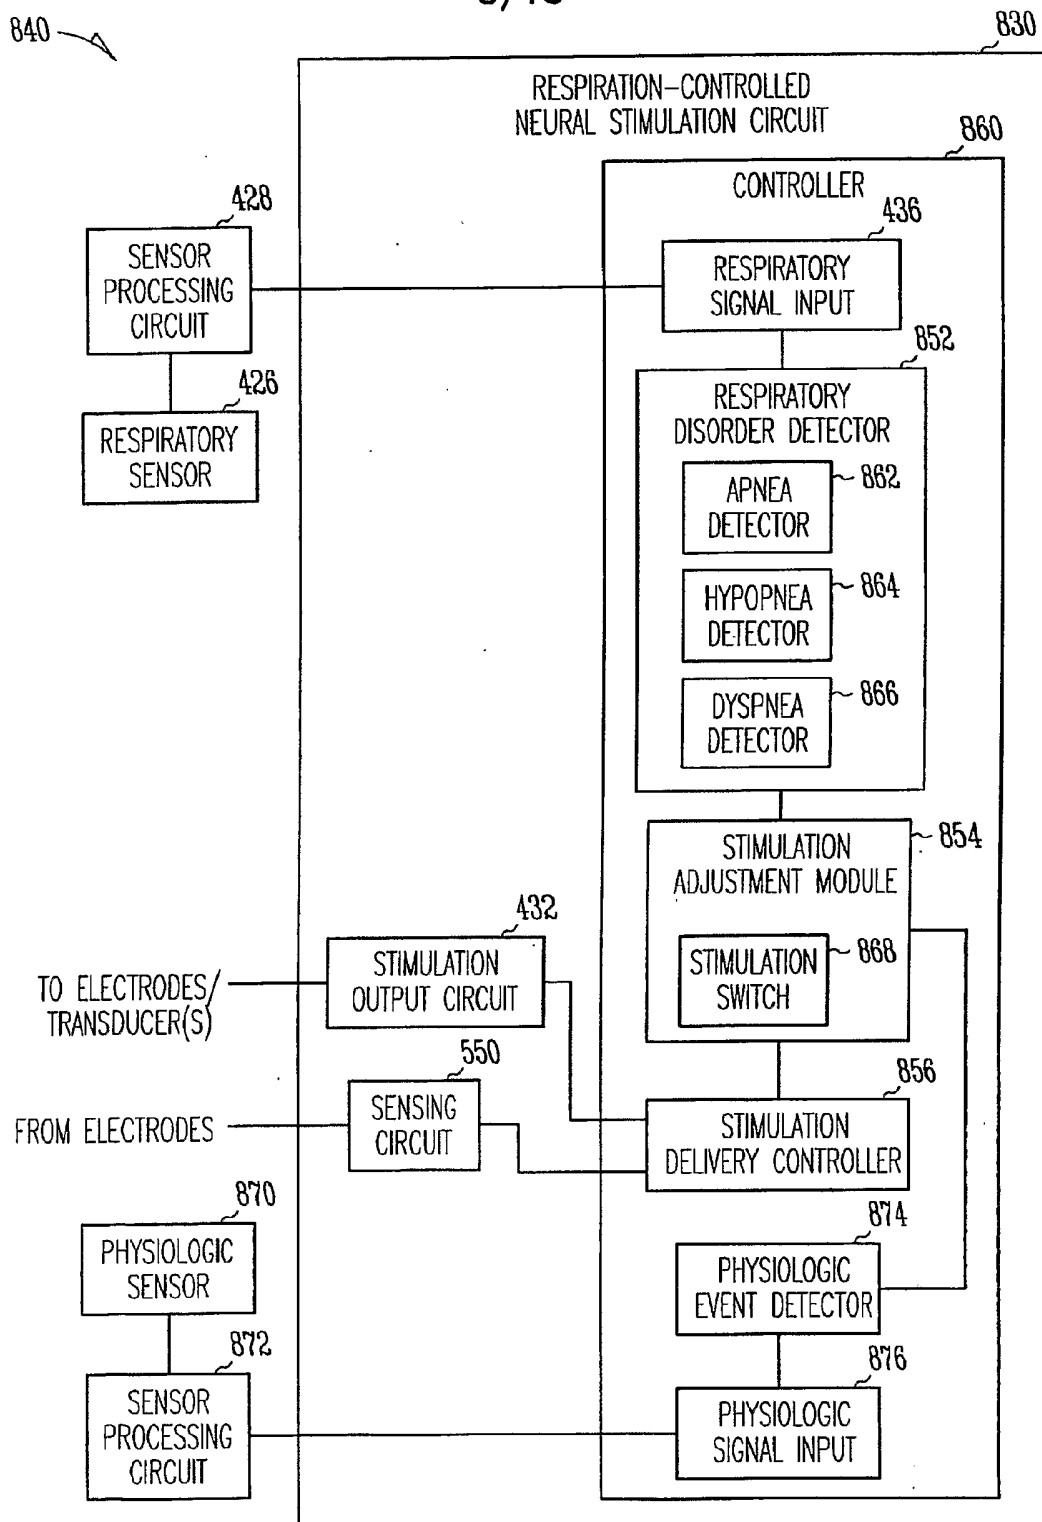 840
830
RESPIRATION-CONTROLLED
NEURAL STIMULATION CIRCUIT
860
CONTROLLER
428
SENSOR
PROCESSING
CIRCUIT
436
RESPIRATORY
SIGNAL INPUT
426
RESPIRATORY
SENSOR
852
RESPIRATORY
DISORDER DETECTOR
APNEA
DETECTOR
862
HYPOPNEA
DETECTOR
864
DYSPNEA
DETECTOR
866
STIMULATION
ADJUSTMENT MODULE
854
STIMULATION
SWITCH
868
432
STIMULATION
OUTPUT CIRCUIT
TO ELECTRODES/
TRANSDUCER(S)
550
SENSING
CIRCUIT
FROM ELECTRODES
856
STIMULATION
DELIVERY CONTROLLER
870
PHYSIOLOGIC
SENSOR
874
PHYSIOLOGIC
EVENT DETECTOR
872
SENSOR
PROCESSING
CIRCUIT
876
PHYSIOLOGIC
SIGNAL INPUT